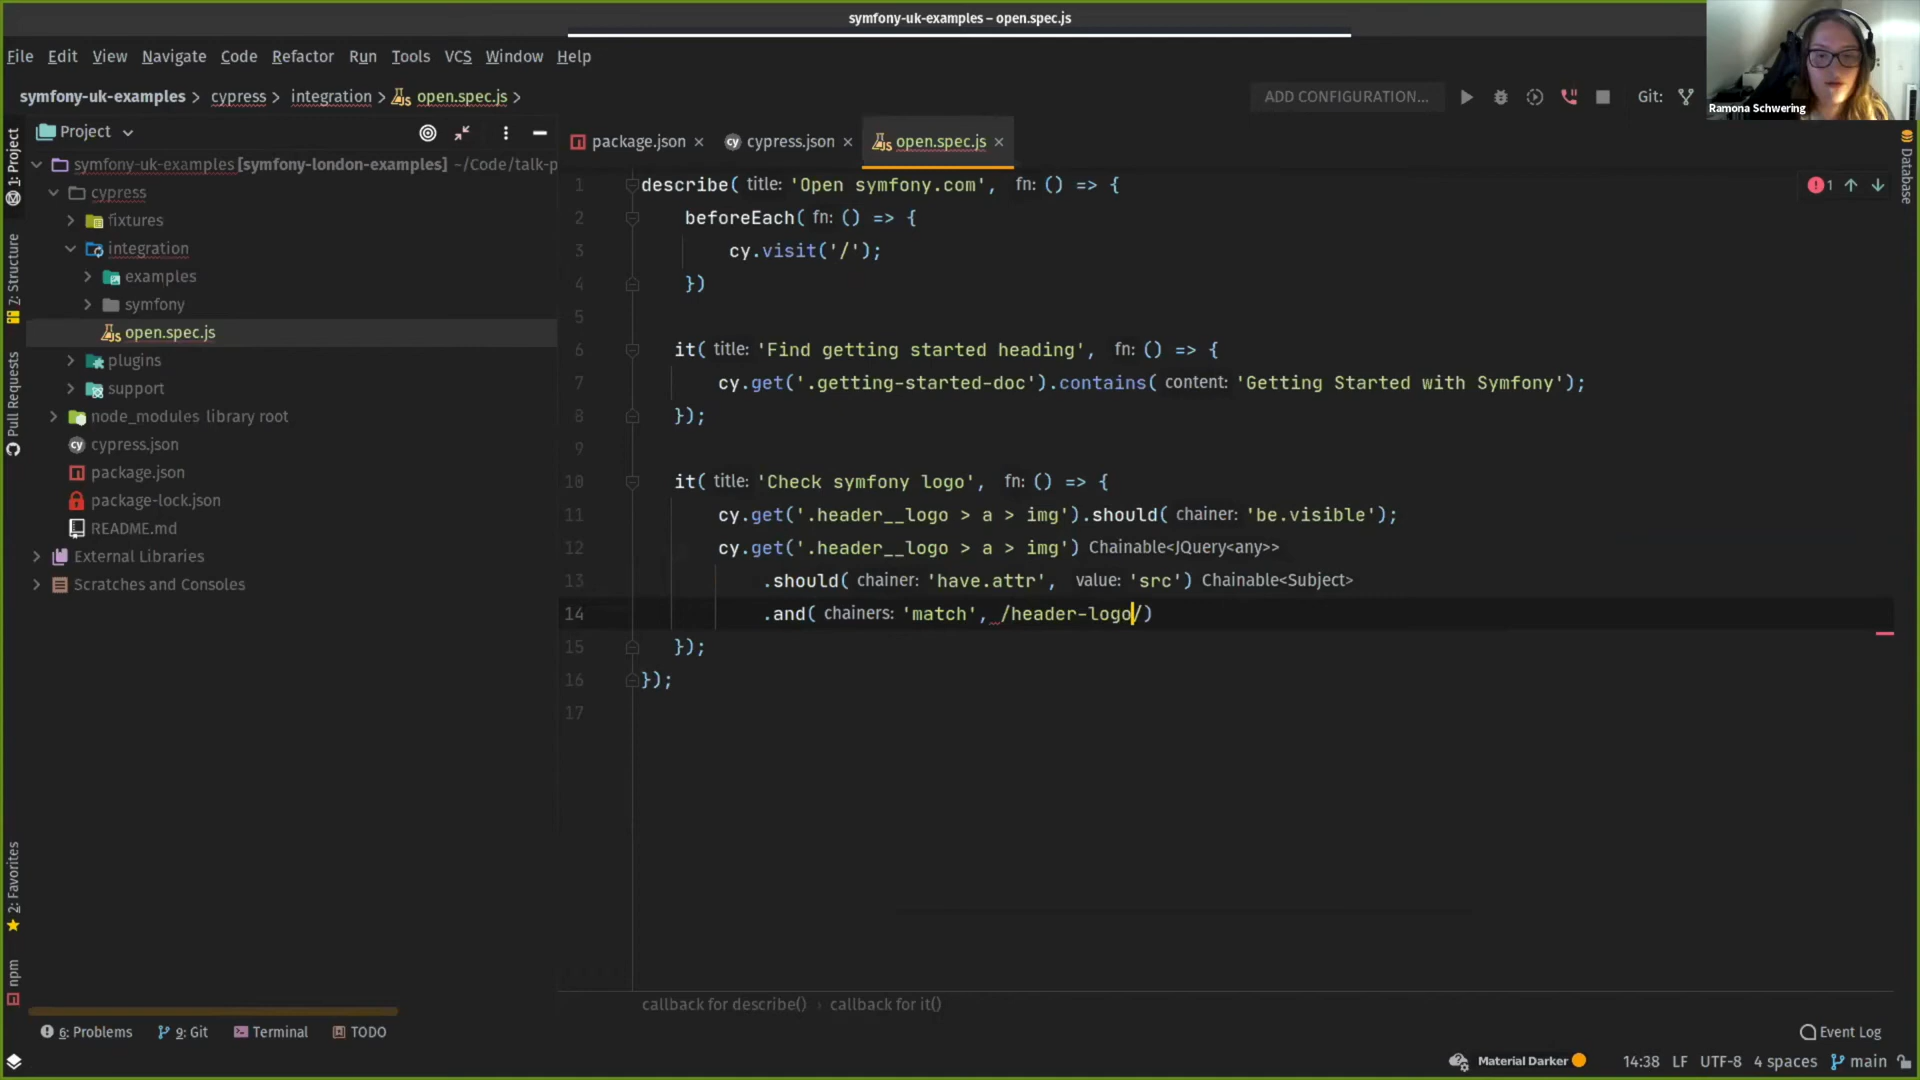 symfony-uk-examples – open.spec.js
File Edit View Navigate Code Refactor Run Tools VCS Window Help
symfony-uk-examples > cypress > integration > open.spec.js >
ADD CONFIGURATION...
Git:
Ramona Schwering
1: Project
7: Structure
Pull Requests
2: Favorites
npm
Database
Project
symfony-uk-examples [symfony-london-examples] ~/Code/talk-p
cypress
fixtures
integration
examples
symfony
open.spec.js
plugins
support
node_modules library root
cypress.json
package.json
package-lock.json
README.md
External Libraries
Scratches and Consoles
package.json × cypress.json × open.spec.js ×
1 describe( title: 'Open symfony.com', fn: () => {
1
2 beforeEach( fn: () => {
3 cy.visit('/');
4 })
5
6 it( title: 'Find getting started heading', fn: () => {
7 cy.get('.getting-started-doc').contains( content: 'Getting Started with Symfony');
8 });
9
10 it( title: 'Check symfony logo', fn: () => {
11 cy.get('.header__logo > a > img').should( chainer: 'be.visible');
12 cy.get('.header__logo > a > img') Chainable<JQuery<any>>
13 .should( chainer: 'have.attr', value: 'src') Chainable<Subject>
14 .and( chainers: 'match', /header-logo/)
15 });
16 });
17
callback for describe() › callback for it()
6: Problems 9: Git Terminal TODO
Event Log
Material Darker 14:38 LF UTF-8 4 spaces main